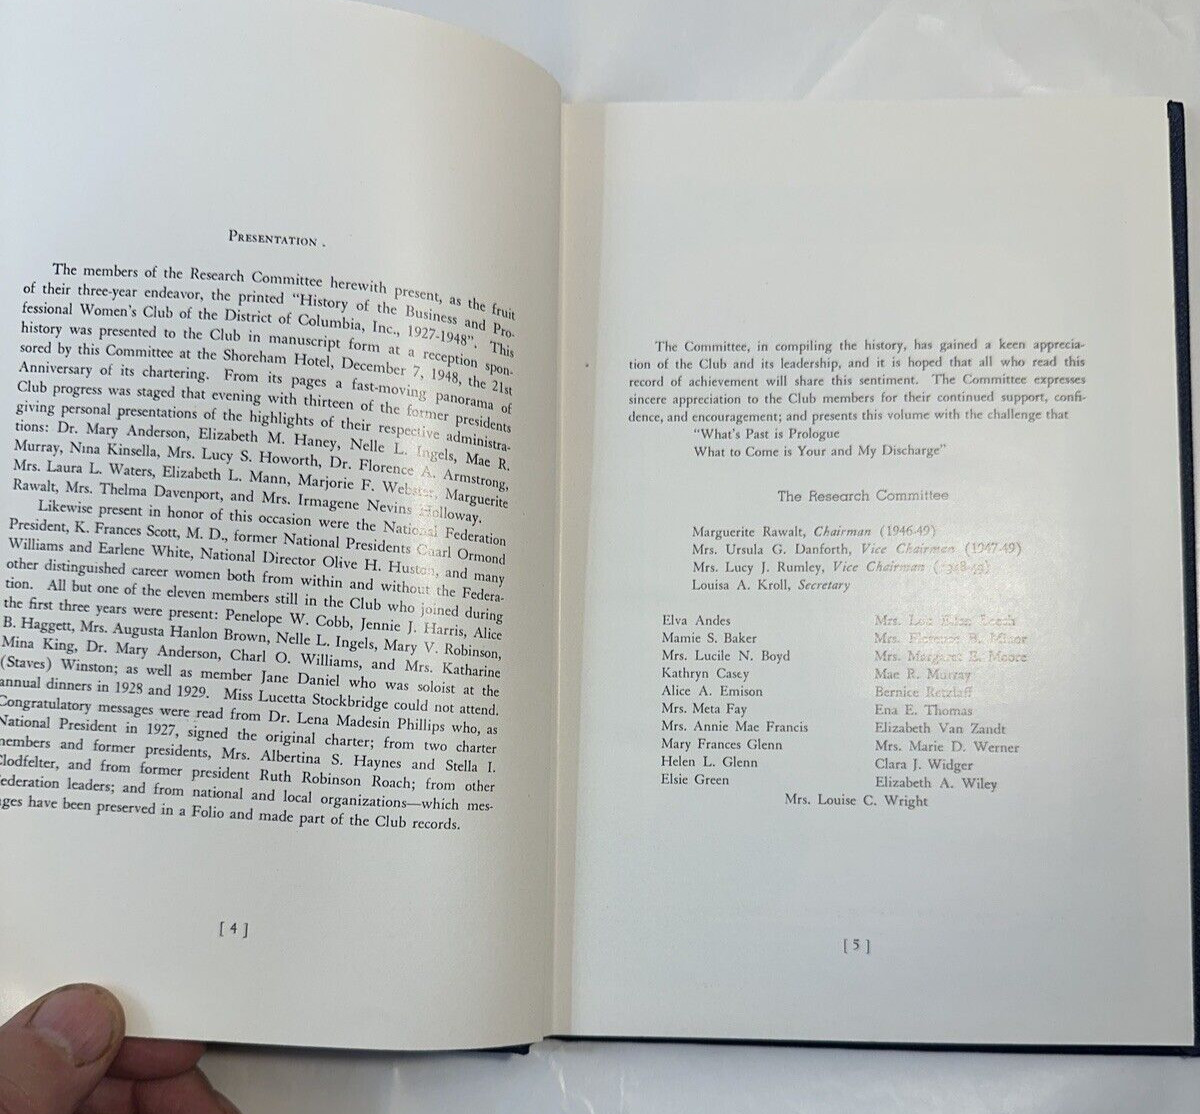 PRESENTATION.
The members of the Research Committee herewith present, as the fruit
of their three-year endeavor, the printed "History of the Business and Pro-
fessional Women's Club of the District of Columbia, Inc., 1927-1948". This
history was presented to the Club in manuscript form at a reception spon-
sored by this Committee at the Shoreham Hotel, December 7, 1948, the 21st
Anniversary of its chartering. From its pages a fast-moving panorama of
Club progress was staged that evening with thirteen of the former presidents
giving personal presentations of the highlights of their respective administra-
tions: Dr. Mary Anderson, Elizabeth M. Haney, Nelle L. Ingels, Mae R.
Murray, Nina Kinsella, Mrs. Lucy S. Howorth, Dr. Florence A. Armstrong,
Mrs. Laura L. Waters, Elizabeth L. Mann, Marjorie F. Webster, Marguerite
Rawalt, Mrs. Thelma Davenport, and Mrs. Irmagene Nevins Holloway.
Likewise present in honor of this occasion were the National Federation
President, K. Frances Scott, M. D., former National Presidents Gaarl Ormond
Williams and Earlene White, National Director Olive H. Huston, and many
other distinguished career women both from within and without the Federa-
tion. All but one of the eleven members still in the Club who joined during
the first three years were present: Penelope W. Cobb, Jennie J. Harris, Alice
B. Haggett, Mrs. Augusta Hanlon Brown, Nelle L. Ingels, Mary V. Robinson,
Mina King, Dr. Mary Anderson, Charl O. Williams, and Mrs. Katharine
(Staves) Winston; as well as member Jane Daniel who was soloist at the
annual dinners in 1928 and 1929. Miss Lucetta Stockbridge could not attend.
Congratulatory messages were read from Dr. Lena Madesin Phillips who, as
National President in 1927, signed the original charter; from two charter
members and former presidents, Mrs. Albertina S. Haynes and Stella I.
Clodfelter, and from former president Ruth Robinson Roach; from other
ederation leaders; and from national and local organizations—which mes-
ges have been preserved in a Folio and made part of the Club records.
[ 4 ]
The Committee, in compiling the history, has gained a keen apprecia-
tion of the Club and its leadership, and it is hoped that all who read this
record of achievement will share this sentiment. The Committee expresses
sincere appreciation to the Club members for their continued support, confi-
dence, and encouragement; and presents this volume with the challenge that
"What's Past is Prologue
What to Come is Your and My Discharge"
The Research Committee
Marguerite Rawalt, Chairman (1946-49)
Mrs. Ursula G. Danforth, Vice Chairman (1947-49)
Mrs. Lucy J. Rumley, Vice Chairman (1948-49)
Louisa A. Kroll, Secretary
Elva Andes
Mamie S. Baker
Mrs. Lucile N. Boyd
Kathryn Casey
Alice A. Emison
Mrs. Meta Fay
Mrs. Annie Mae Francis
Mary Frances Glenn
Helen L. Glenn
Elsie Green
Mrs.
Mrs. Florence B. Minor
Mrs. Margaret E. Moore
Mae R. Murray
Bernice Retzlaff
Ena E. Thomas
Elizabeth Van Zandt
Mrs. Marie D. Werner
Clara J. Widger
Elizabeth A. Wiley
Mrs. Louise C. Wright
[ 5 ]